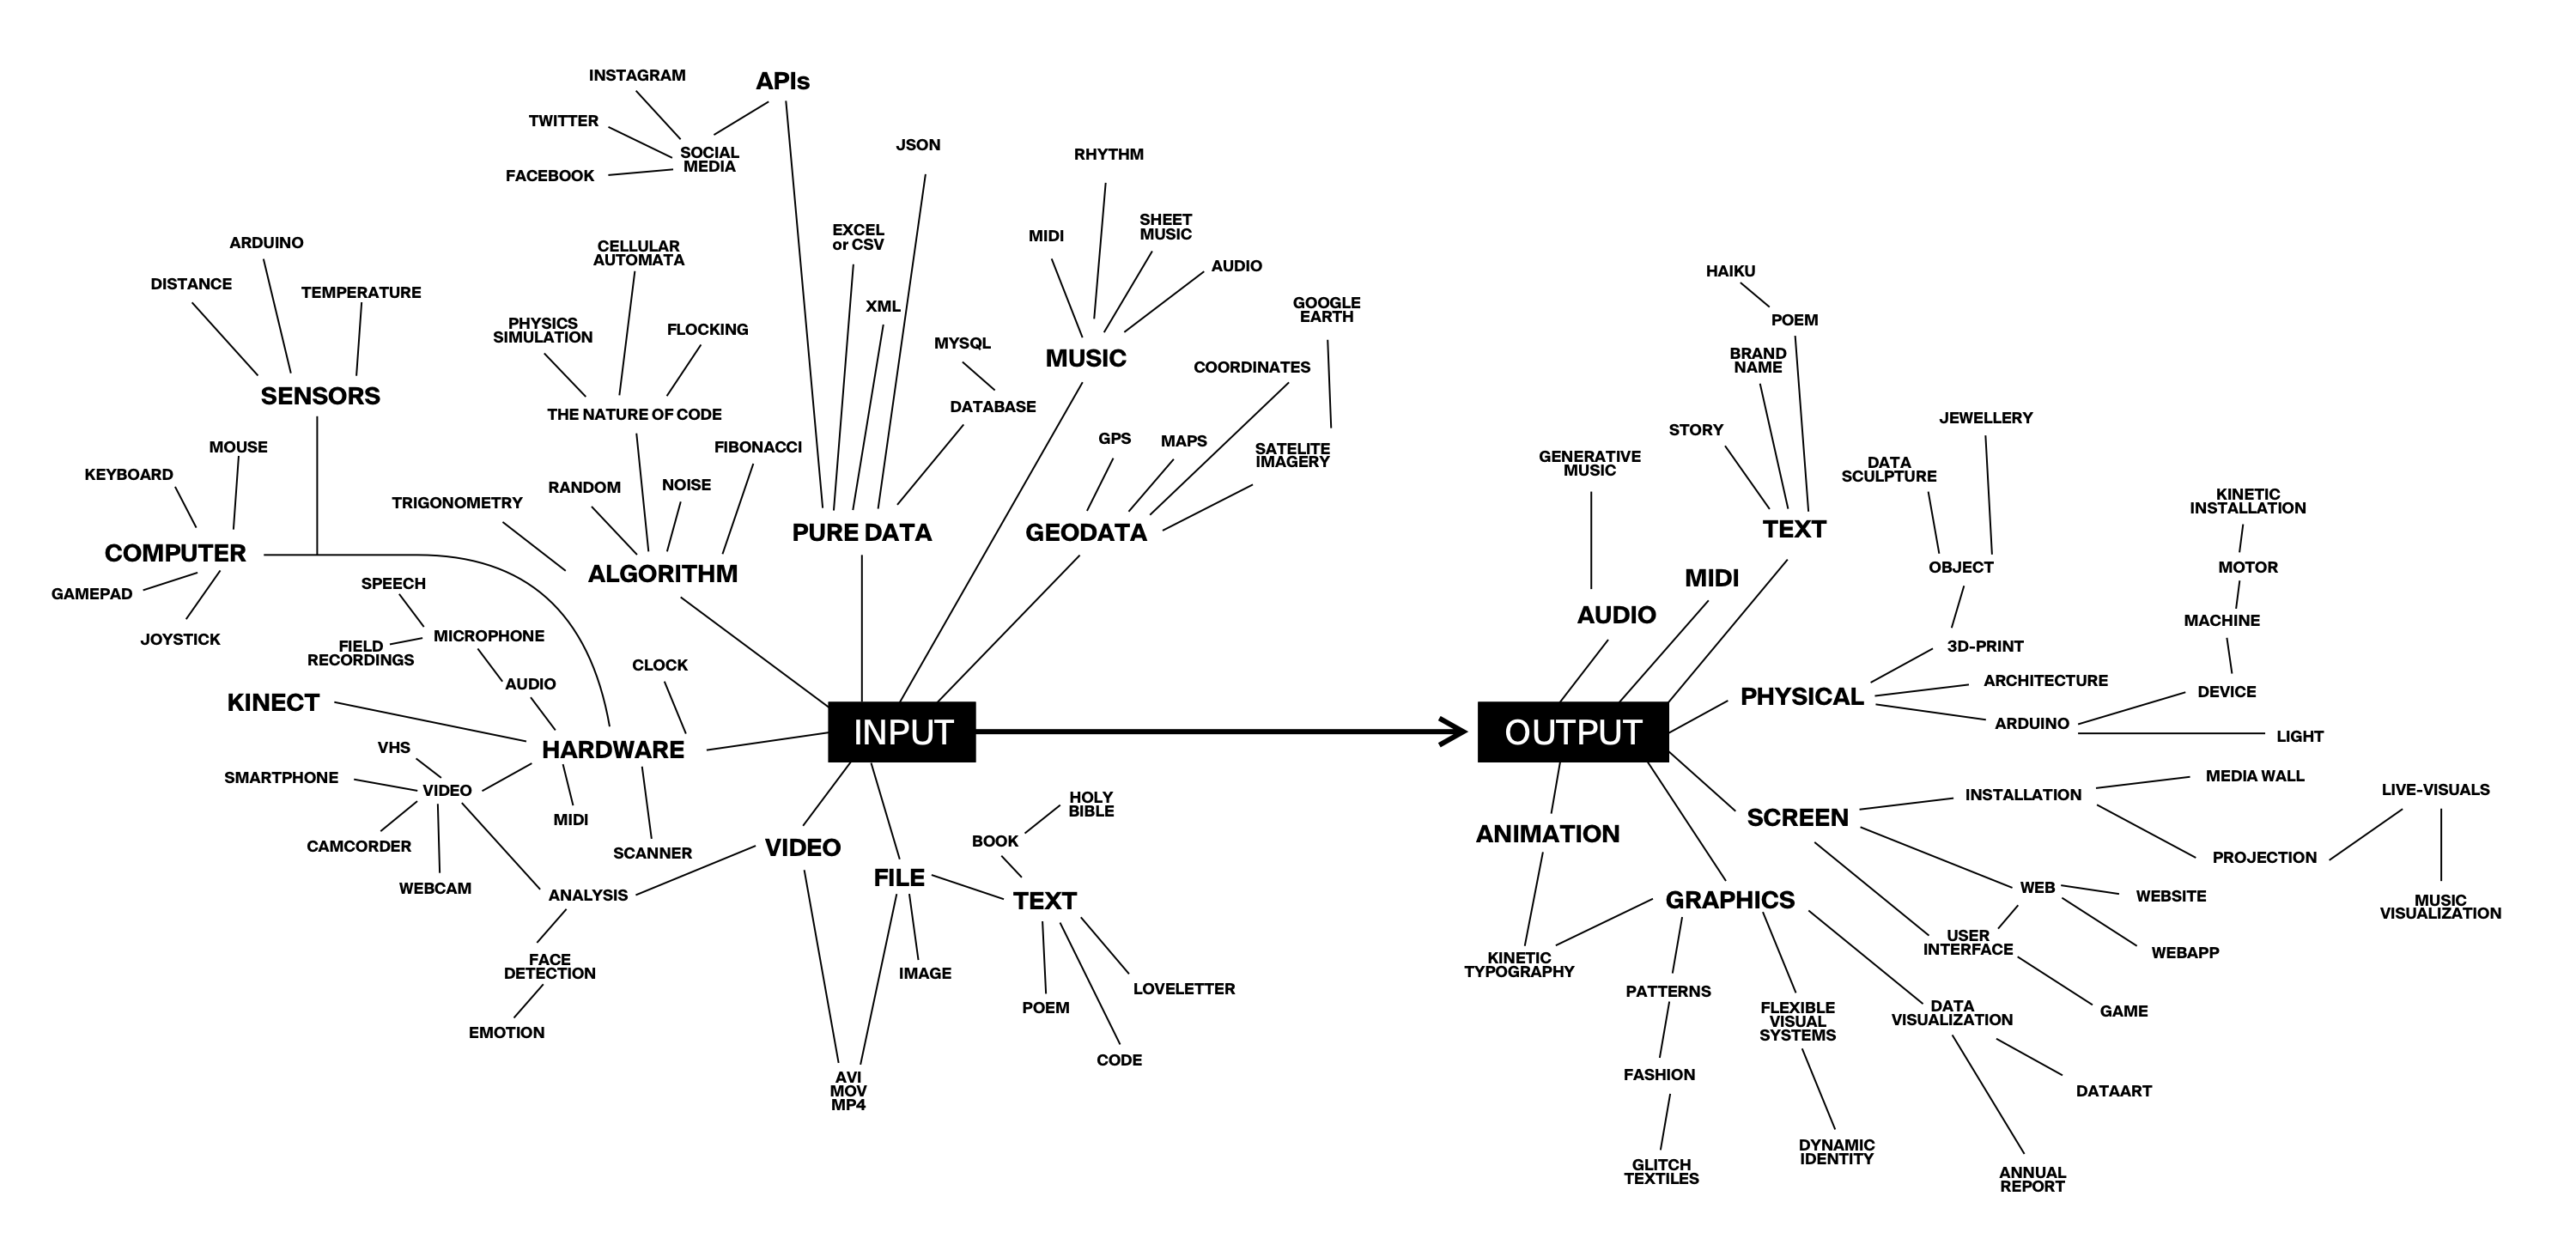 INSTAGRAM
APIs
TWITTER
SOCIAL
MEDIA
FACEBOOK
JSON
RHYTHM
EXCEL
or CSV
MIDI
SHEET
MUSIC
AUDIO
ARDUINO
CELLULAR
AUTOMATA
DISTANCE
TEMPERATURE
XML
GOOGLE
EARTH
PHYSICS
SIMULATION
FLOCKING
MYSQL
MUSIC
COORDINATES
SENSORS
THE NATURE OF CODE
DATABASE
MOUSE
FIBONACCI
GPS
MAPS
SATELITE
IMAGERY
KEYBOARD
RANDOM
NOISE
TRIGONOMETRY
PURE DATA
GEODATA
COMPUTER
ALGORITHM
GAMEPAD
SPEECH
JOYSTICK
MICROPHONE
FIELD
RECORDINGS
CLOCK
AUDIO
KINECT
INPUT
HARDWARE
VHS
SMARTPHONE
VIDEO
MIDI
CAMCORDER
SCANNER
WEBCAM
ANALYSIS
VIDEO
FILE
HOLY
BIBLE
BOOK
TEXT
FACE
DETECTION
IMAGE
LOVELETTER
POEM
EMOTION
CODE
AVI
MOV
MP4
HAIKU
POEM
BRAND
NAME
STORY
JEWELLERY
GENERATIVE
MUSIC
DATA
SCULPTURE
KINETIC
INSTALLATION
TEXT
OBJECT
MOTOR
MIDI
AUDIO
MACHINE
3D-PRINT
ARCHITECTURE
PHYSICAL
DEVICE
ARDUINO
LIGHT
OUTPUT
MEDIA WALL
INSTALLATION
LIVE-VISUALS
SCREEN
ANIMATION
PROJECTION
WEB
WEBSITE
GRAPHICS
MUSIC
VISUALIZATION
USER
INTERFACE
WEBAPP
KINETIC
TYPOGRAPHY
PATTERNS
FLEXIBLE
VISUAL
SYSTEMS
DATA
VISUALIZATION
GAME
FASHION
DATAART
DYNAMIC
IDENTITY
GLITCH
TEXTILES
ANNUAL
REPORT